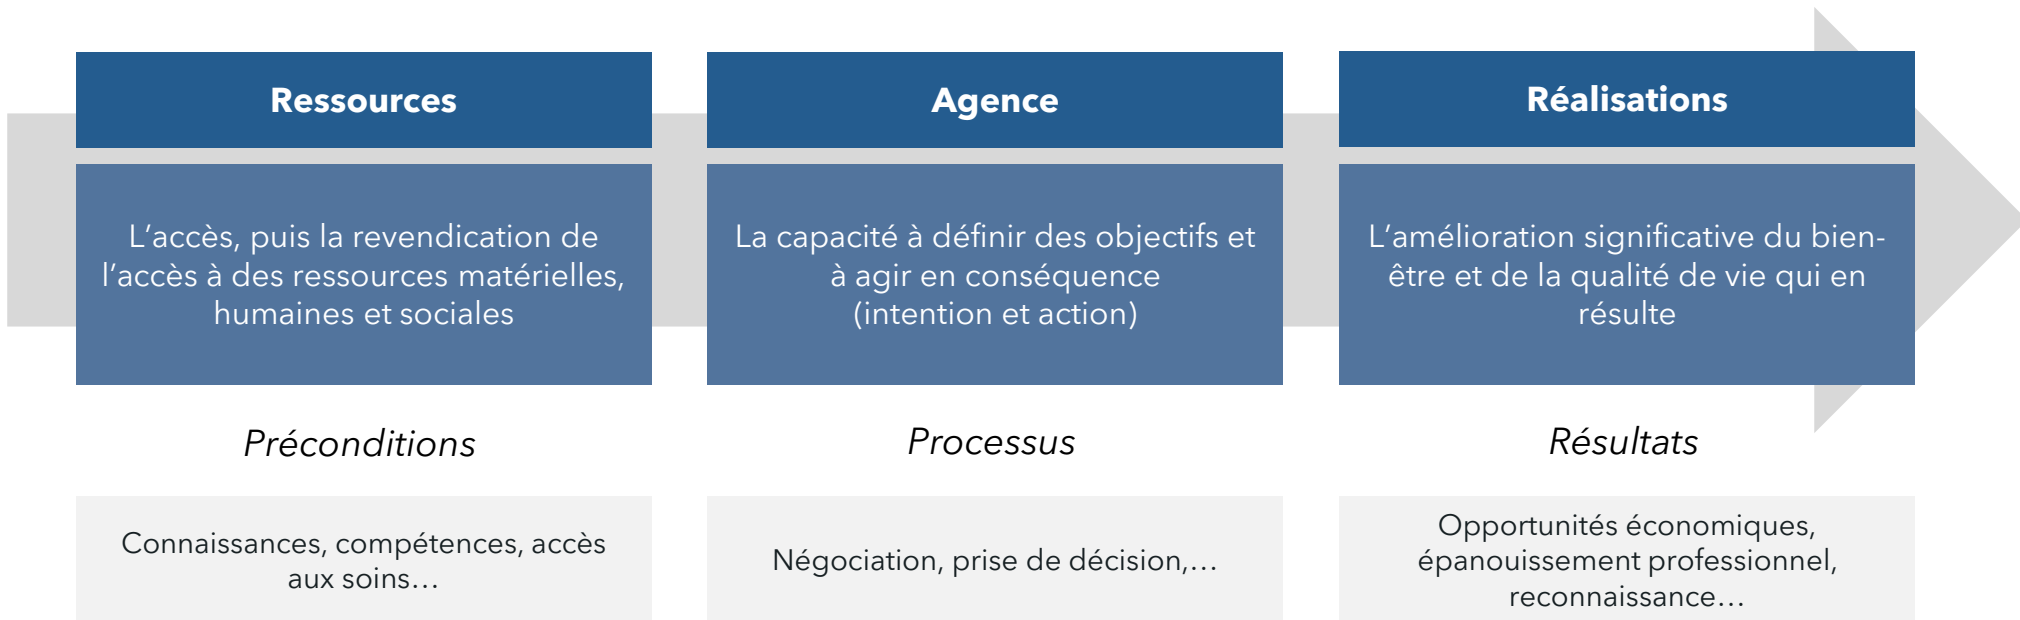 Ressources
L’accès, puis la revendication de
l’accès à des ressources matérielles,
humaines et sociales
Préconditions
Connaissances, compétences, accès
aux soins…
Agence
La capacité à définir des objectifs et
à agir en conséquence
(intention et action)
Processus
Négociation, prise de décision,…
Réalisations
L’amélioration significative du bien-
être et de la qualité de vie qui en
résulte
Résultats
Opportunités économiques,
épanouissement professionnel,
reconnaissance…